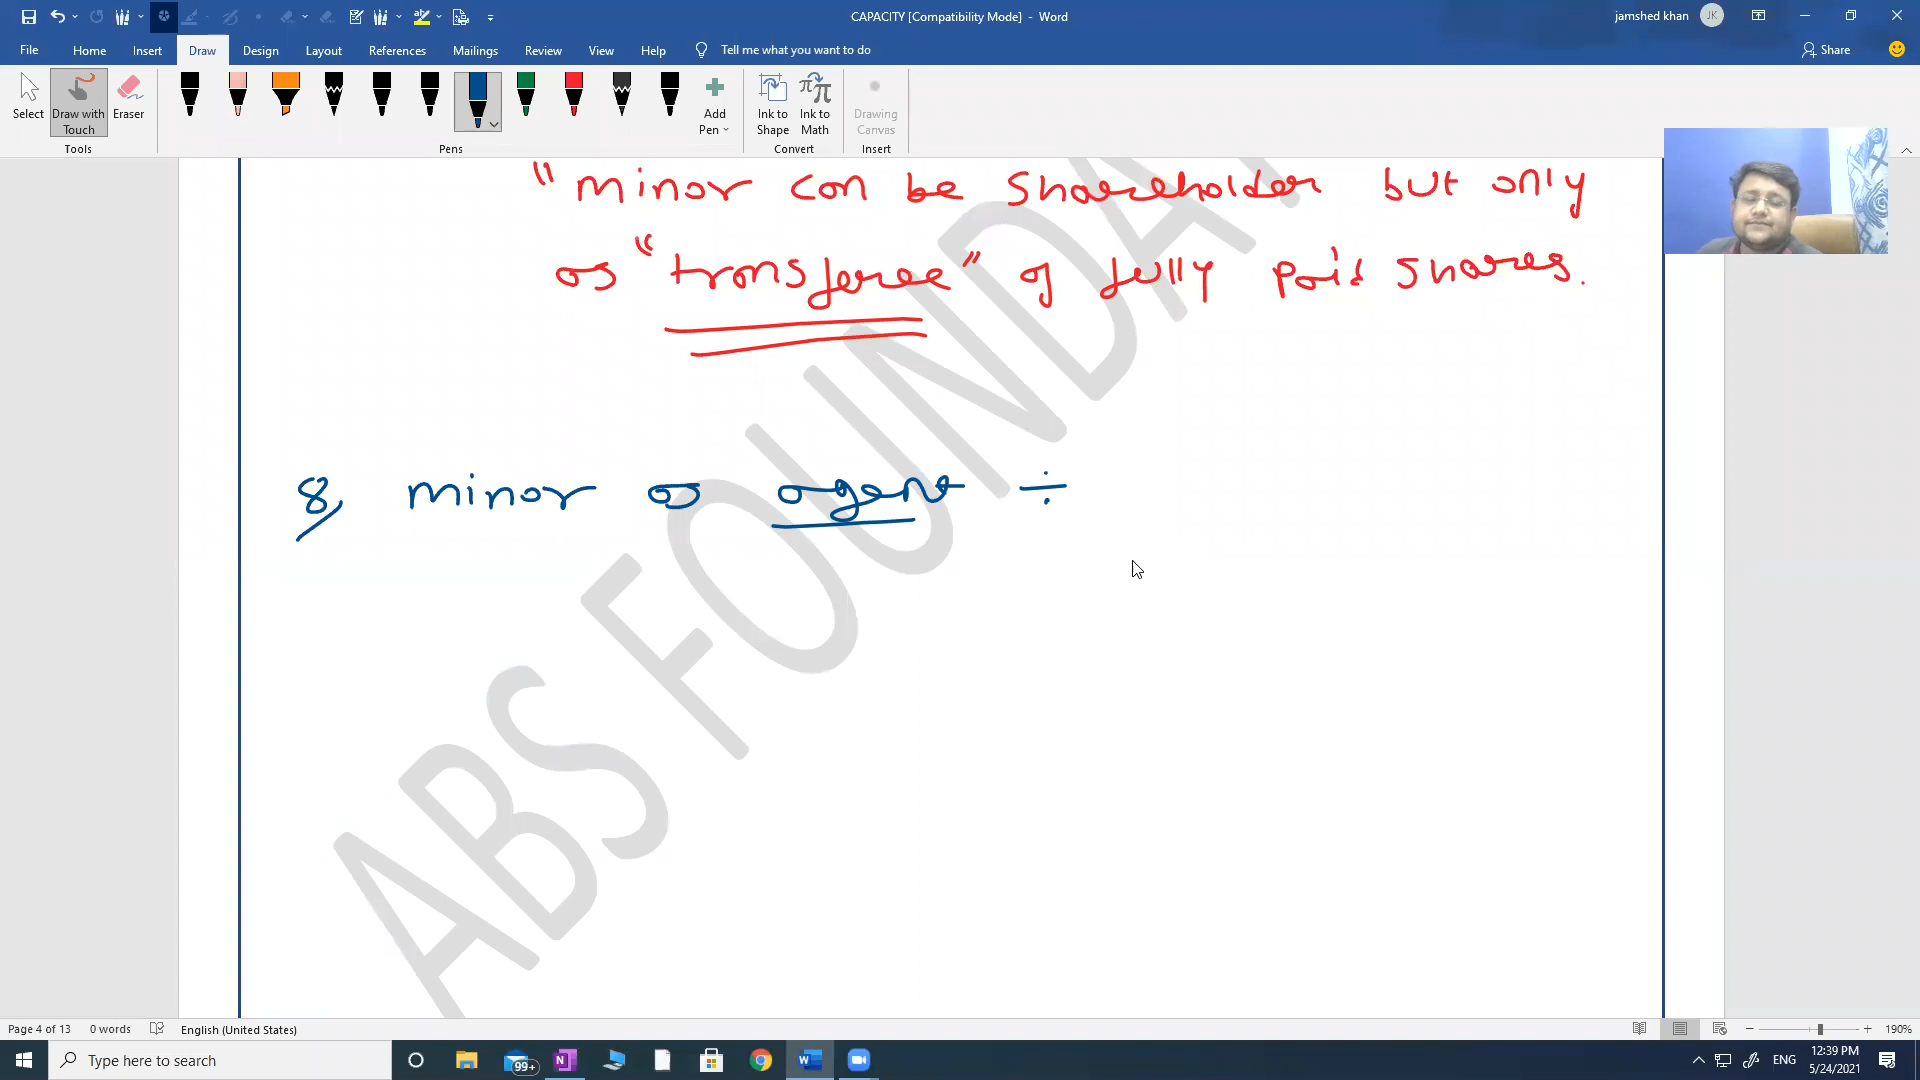 CAPACITY [Compatibility Mode] - Word
jamshed khan JK
File Home Insert Draw Design Layout References Mailings Review View Help Tell me what you want to do Share
Select Draw with Touch Eraser Add Pen Ink to Shape Ink to Math Drawing Canvas
Tools Pens Convert Insert
"minor can be shareholder but only
as "transferee" of fully paid shares.
8, minor as agent ÷
ABS FOUNDAT
Page 4 of 13 0 words English (United States) 190%
Type here to search 99+ ENG 12:39 PM
5/24/2021